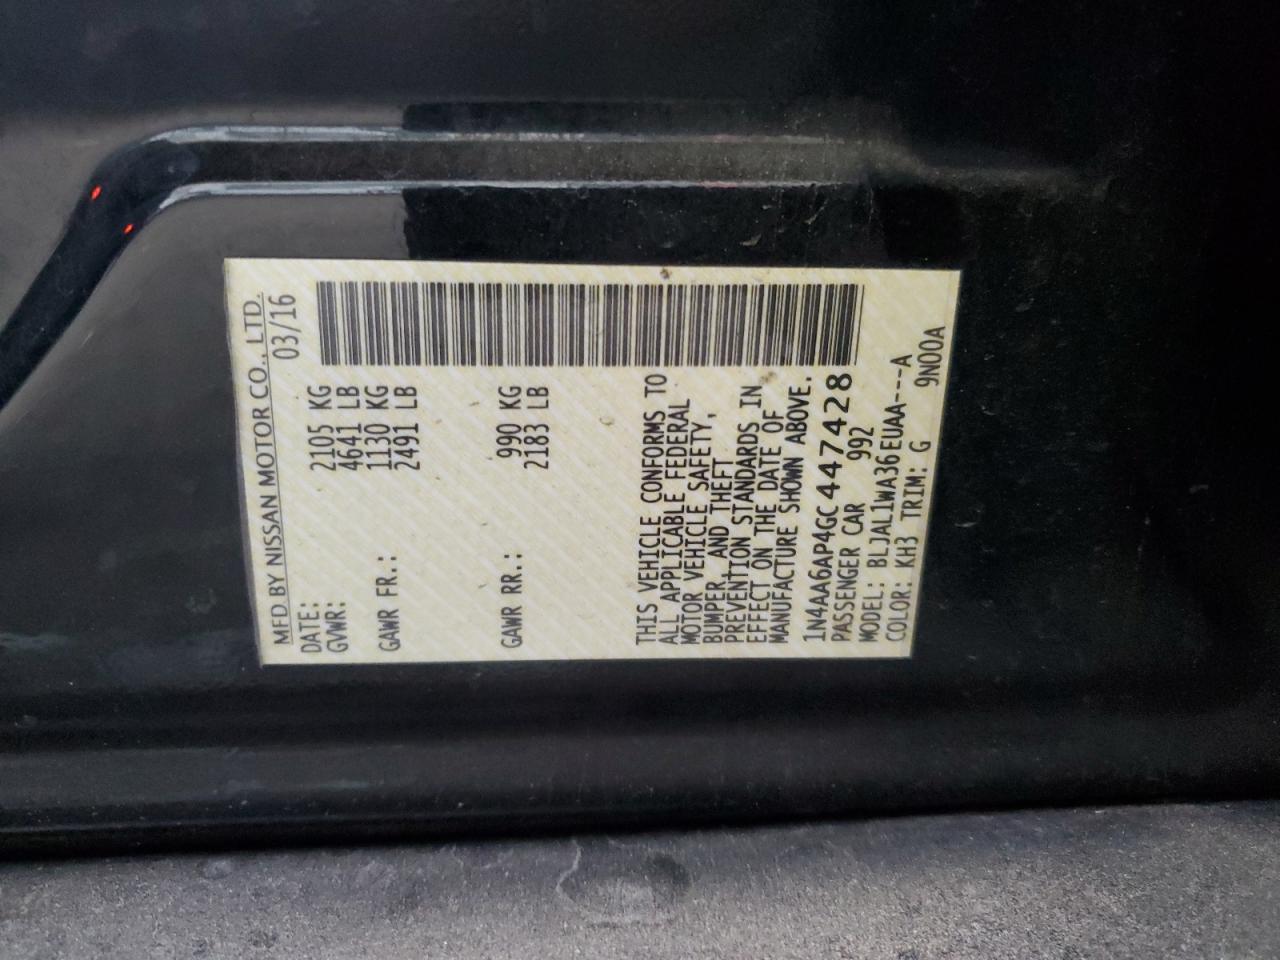 MFD BY NISSAN MOTOR CO., LTD.
DATE: 03/16
GVWR: 2105 KG
4641 LB
GAWR FR.: 1130 KG
2491 LB
GAWR RR.: 990 KG
2183 LB
THIS VEHICLE CONFORMS TO
ALL APPLICABLE FEDERAL
MOTOR VEHICLE SAFETY,
BUMPER, AND THEFT
PREVENTION STANDARDS IN
EFFECT ON THE DATE OF
MANUFACTURE SHOWN ABOVE.
1N4AA6AP4GC447428
PASSENGER CAR 992
MODEL: BLJAL1WA36EUAA---A
COLOR: KH3 TRIM: G 9N00A